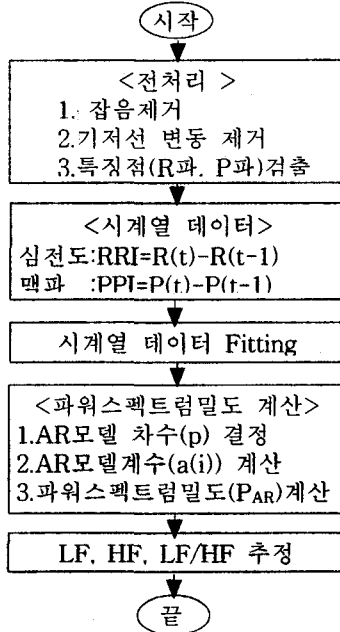 시작
<전처리 >
1. 잡음제거
2.기저선 변동 제거
3.특징점(R파. P파)검출
<시계열 데이터>
심전도:RRI=R(t)-R(t-1)
맥파 :PPI=P(t)-P(t-1)
시계열 데이터 Fitting
<파워스펙트럼밀도 계산>
1.AR모델 차수(p) 결정
2.AR모델계수(a(i)) 계산
3.파워스펙트럼밀도(PAR)계산
LF, HF, LF/HF 추정
끝